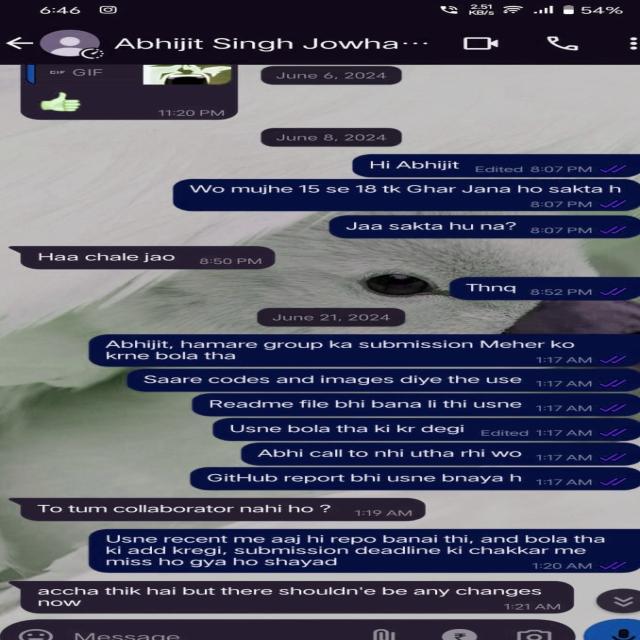 6:46 2.51 KB/s 54%
Abhijit Singh Jowha···
GIF GIF
11:20 PM
June 6, 2024
June 8, 2024
Hi Abhijit Edited 8:07 PM
Wo mujhe 15 se 18 tk Ghar Jana ho sakta h
8:07 PM
Jaa sakta hu na? 8:07 PM
Haa chale jao 8:50 PM
Thnq 8:52 PM
June 21, 2024
Abhijit, hamare group ka submission Meher ko
krne bola tha 1:17 AM
Saare codes and images diye the use 1:17 AM
Readme file bhi bana li thi usne 1:17 AM
Usne bola tha ki kr degi Edited 1:17 AM
Abhi call to nhi utha rhi wo 1:17 AM
GitHub report bhi usne bnaya h 1:17 AM
To tum collaborator nahi ho ? 1:19 AM
Usne recent me aaj hi repo banai thi, and bola tha
ki add kregi, submission deadline ki chakkar me
miss ho gya ho shayad 1:20 AM
accha thik hai but there shouldn'e be any changes
now 1:21 AM
Message